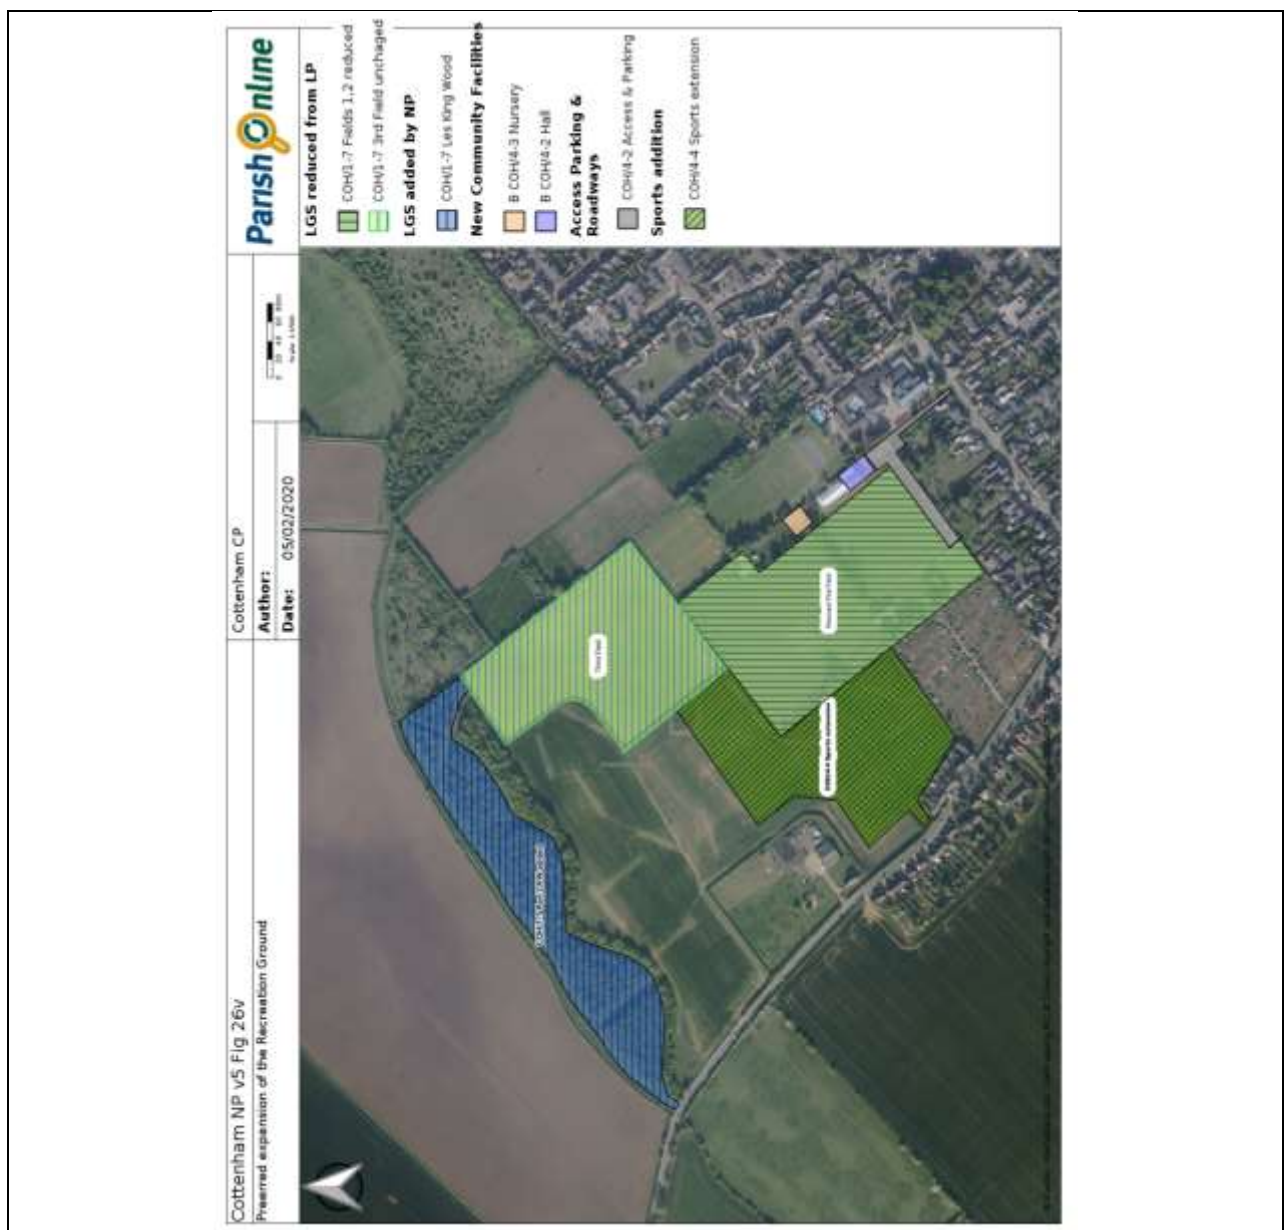 Cottenham NP v5 Fig 26v
Preerred expansion of the Recreation Ground
Cottenham CP
Author:
Date: 05/02/2020
Parish Online
LGS reduced from LP
COH/1-7 Fields 1,2 reduced
COH/1-7 3rd Field unchaged
LGS added by NP
COH/1-7 Les King Wood
New Community Facilities
B COH/4-3 Nursery
B COH/4-2 Hall
Access Parking &
Roadways
COH/4-2 Access & Parking
Sports addition
COH/4-4 Sports extension
Third Field